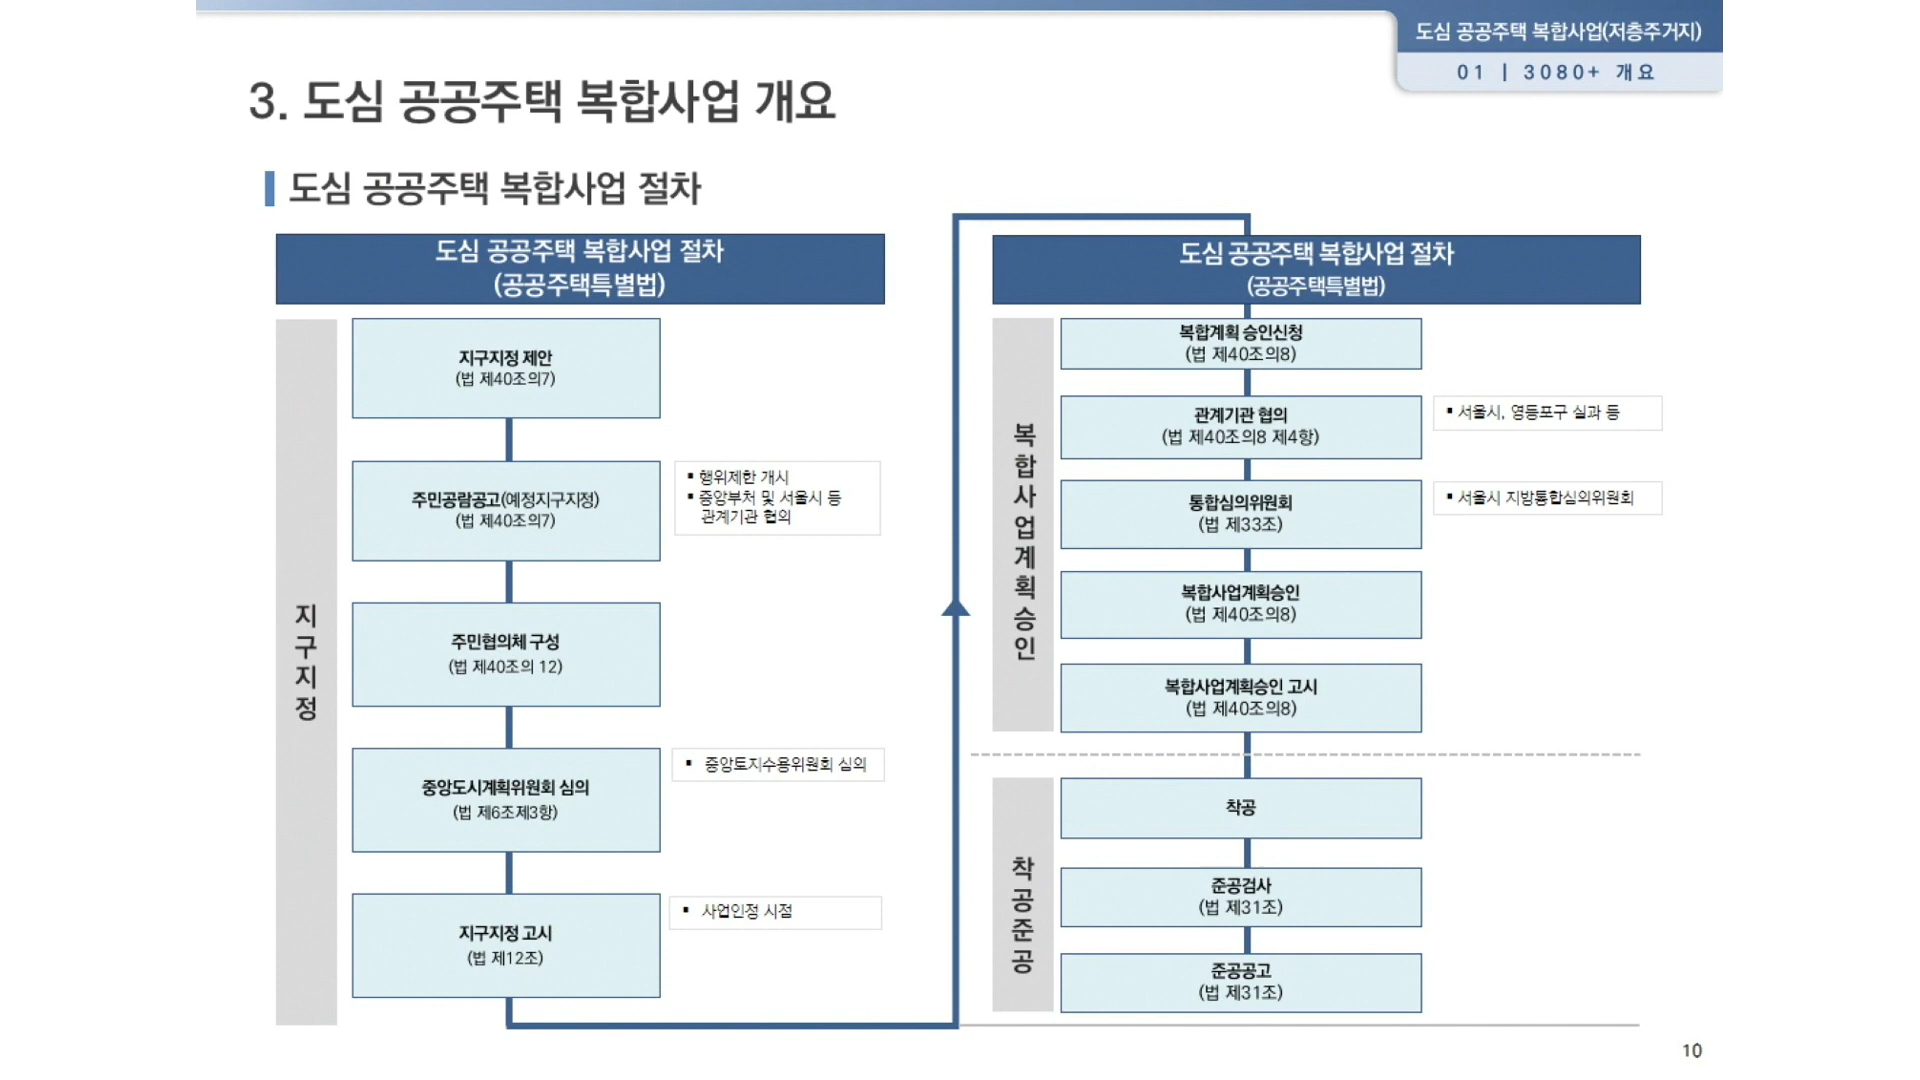 도심 공공주택 복합사업(저층주거지)
01 | 3080+ 개요
3. 도심 공공주택 복합사업 개요
도심 공공주택 복합사업 절차
도심 공공주택 복합사업 절차
(공공주택특별법)
지구지정
지구지정 제안
(법 제40조의7)
주민공람공고(예정지구지정)
(법 제40조의7)
▪ 행위제한 개시
▪ 중앙부처 및 서울시 등
관계기관 협의
주민협의체 구성
(법 제40조의 12)
중앙도시계획위원회 심의
(법 제6조제3항)
▪ 중앙토지수용위원회 심의
지구지정 고시
(법 제12조)
▪ 사업인정 시점
도심 공공주택 복합사업 절차
(공공주택특별법)
복합사업계획승인
복합계획 승인신청
(법 제40조의8)
관계기관 협의
(법 제40조의8 제4항)
▪ 서울시, 영등포구 실과 등
통합심의위원회
(법 제33조)
▪ 서울시 지방통합심의위원회
복합사업계획승인
(법 제40조의8)
복합사업계획승인 고시
(법 제40조의8)
착공준공
착공
준공검사
(법 제31조)
준공공고
(법 제31조)
10